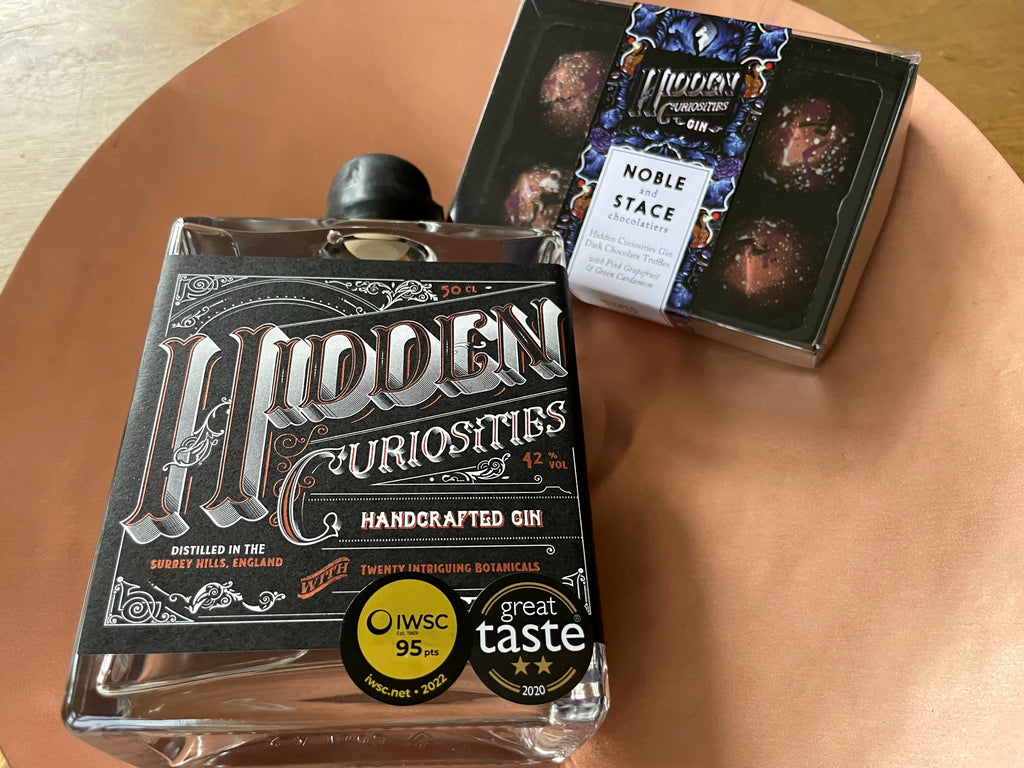 50 CL
HIDDEN
CURIOSITIES
42 % VOL
HANDCRAFTED GIN
DISTILLED IN THE
SURREY HILLS, ENGLAND
WITH
TWENTY INTRIGUING BOTANICALS
IWSC
Est. 1969
95 pts
iwsc.net • 2022
great
taste®
2020
HIDDEN
CURIOSITIES
GIN
NOBLE
and
STACE
chocolatiers
Hidden Curiosities Gin
Dark Chocolate Truffles
with Pink Grapefruit
& Green Cardamom